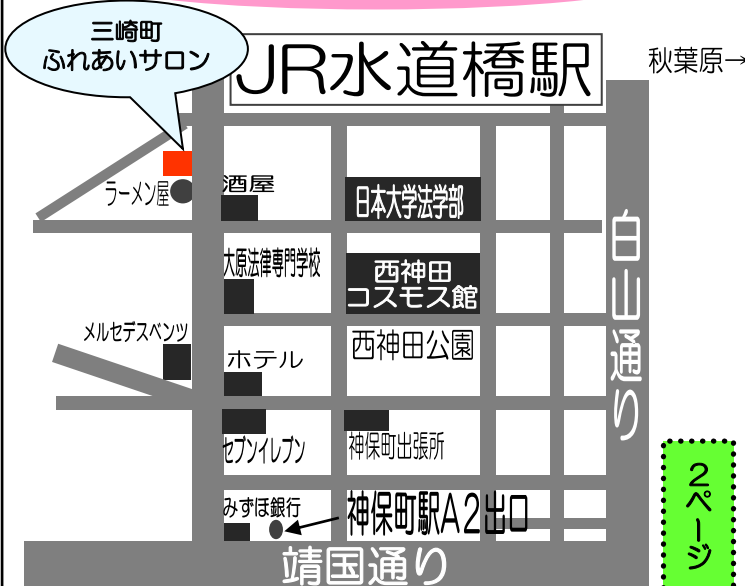 三崎町
ふれあいサロン
JR水道橋駅
秋葉原→
ラーメン屋
酒屋
日本大学法学部
白山通り
大原法律専門学校
西神田
コスモス館
メルセデスベンツ
ホテル
西神田公園
セブンイレブン
神保町出張所
2ページ
みずほ銀行
神保町駅A2出口
靖国通り